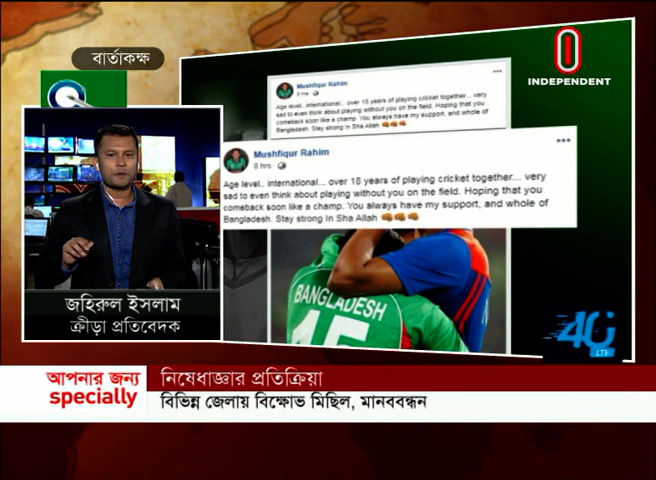 বার্তাকক্ষ
INDEPENDENT
Mushfiqur Rahim
8 hrs
Age level.. international... over 18 years of playing cricket together... very
sad to even think about playing without you on the field. Hoping that you
comeback soon like a champ. You always have my support, and whole of
Bangladesh. Stay strong In Sha Allah
Mushfiqur Rahim
8 hrs
Age level.. international... over 18 years of playing cricket together... very
sad to even think about playing without you on the field. Hoping that you
comeback soon like a champ. You always have my support, and whole of
Bangladesh. Stay strong In Sha Allah
BANGLADESH
15
জহিরুল ইসলাম
ক্রীড়া প্রতিবেদক
LTV
আপনার জন্য
specially
নিষেধাজ্ঞার প্রতিক্রিয়া
বিভিন্ন জেলায় বিক্ষোভ মিছিল, মানববন্ধন